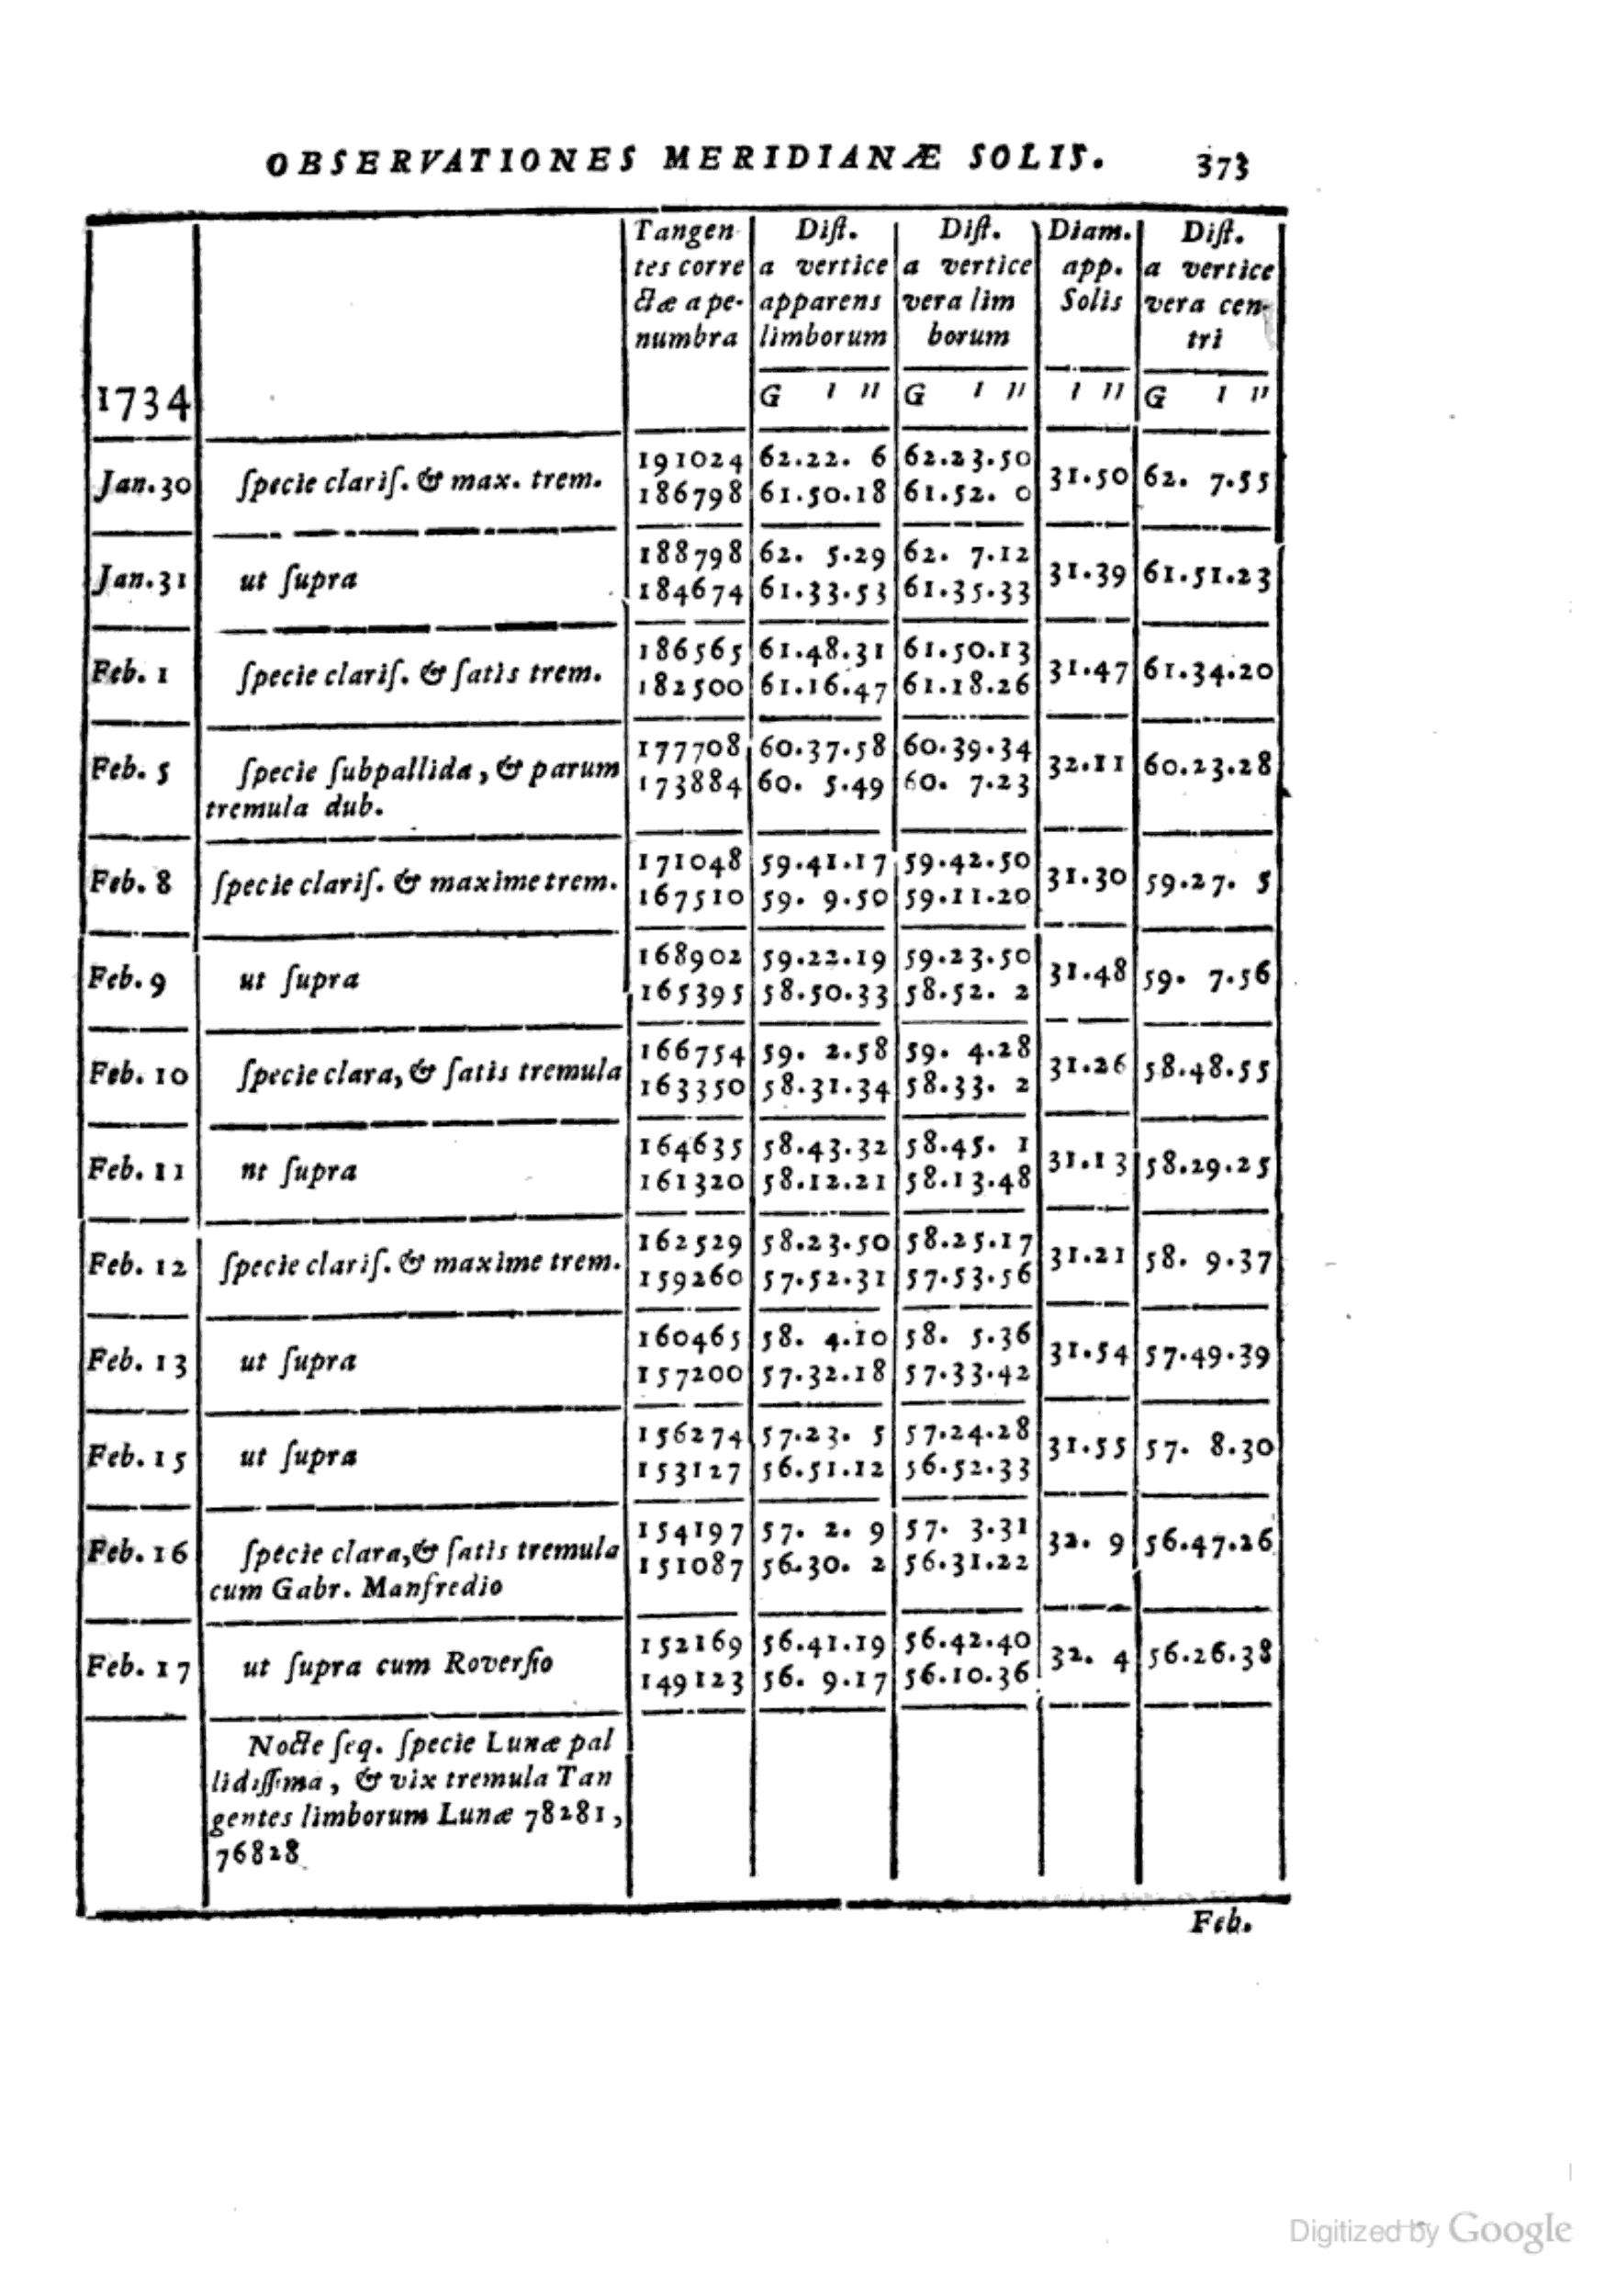 OBSERVATIONES MERIDIANÆ SOLIS. 373
1734 | Tangen | Diſt. | Diſt. | Diam. | Diſt.
tes corre | a vertice | a vertice | app. | a vertice
ctæ a pe- | apparens | vera lim | Solis | vera cen-
numbra | limborum | borum | tri
G ı ıı | G ı ıı | ı ıı | G ı ıı
Jan. 30 | ſpecie clariſ. & max. trem. | 191024 | 62.22. 6 | 62.23.50 | 31.50 | 62. 7.55
186798 | 61.50.18 | 61.52. 0
Jan. 31 | ut ſupra | 188798 | 62. 5.29 | 62. 7.12 | 31.39 | 61.51.23
184674 | 61.33.53 | 61.35.33
Feb. 1 | ſpecie clariſ. & ſatis trem. | 186565 | 61.48.31 | 61.50.13 | 31.47 | 61.34.20
182500 | 61.16.47 | 61.18.26
Feb. 5 | ſpecie ſubpallida, & parum | 177708 | 60.37.58 | 60.39.34 | 32.11 | 60.23.28
tremula dub. | 173884 | 60. 5.49 | 60. 7.23
Feb. 8 | ſpecie clariſ. & maxime trem. | 171048 | 59.41.17 | 59.42.50 | 31.30 | 59.27. 5
167510 | 59. 9.50 | 59.11.20
Feb. 9 | ut ſupra | 168902 | 59.22.19 | 59.23.50 | 31.48 | 59. 7.56
165395 | 58.50.33 | 58.52. 2
Feb. 10 | ſpecie clara, & ſatis tremula | 166754 | 59. 2.58 | 59. 4.28 | 31.26 | 58.48.55
163350 | 58.31.34 | 58.33. 2
Feb. 11 | nt ſupra | 164635 | 58.43.32 | 58.45. 1 | 31.13 | 58.29.25
161320 | 58.12.21 | 58.13.48
Feb. 12 | ſpecie clariſ. & maxime trem. | 162529 | 58.23.50 | 58.25.17 | 31.21 | 58. 9.37
159260 | 57.52.31 | 57.53.56
Feb. 13 | ut ſupra | 160465 | 58. 4.10 | 58. 5.36 | 31.54 | 57.49.39
157200 | 57.32.18 | 57.33.42
Feb. 15 | ut ſupra | 156274 | 57.23. 5 | 57.24.28 | 31.55 | 57. 8.30
153127 | 56.51.12 | 56.52.33
Feb. 16 | ſpecie clara, & ſatis tremula | 154197 | 57. 2. 9 | 57. 3.31 | 32. 9 | 56.47.26
cum Gabr. Manfredio | 151087 | 56.30. 2 | 56.31.22
Feb. 17 | ut ſupra cum Roverſio | 152169 | 56.41.19 | 56.42.40 | 32. 4 | 56.26.38
149123 | 56. 9.17 | 56.10.36
Nocte ſeq. ſpecie Lunæ pal
lidiſſima, & vix tremula Tan
gentes limborum Lunæ 78281,
76828
Feb.
Digitized by Google